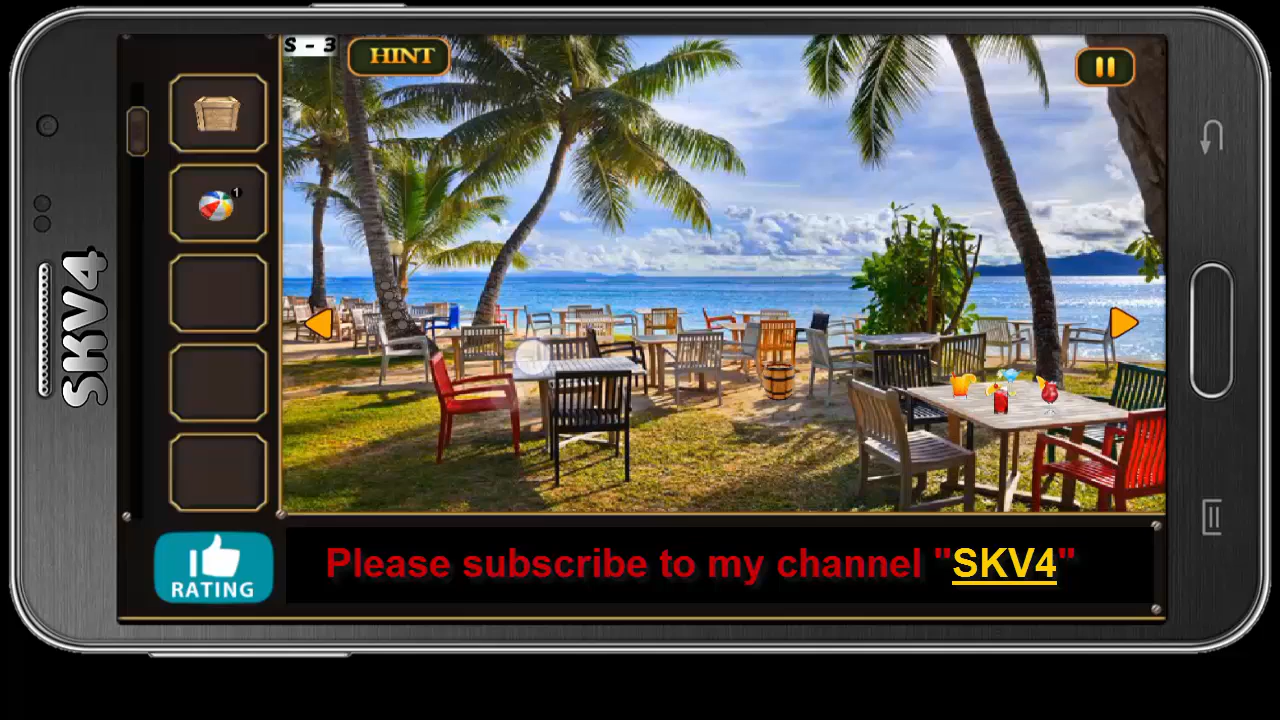 S - 3
HINT
1
SKV4
RATING
Please subscribe to my channel "SKV4"